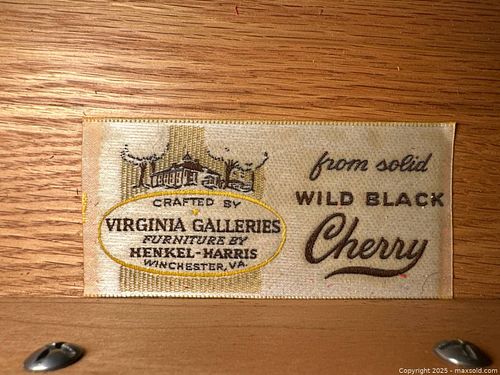 CRAFTED BY
VIRGINIA GALLERIES
FURNITURE BY
HENKEL-HARRIS
WINCHESTER, VA.
from solid
WILD BLACK
Cherry
Copyright 2025 - maxsold.com